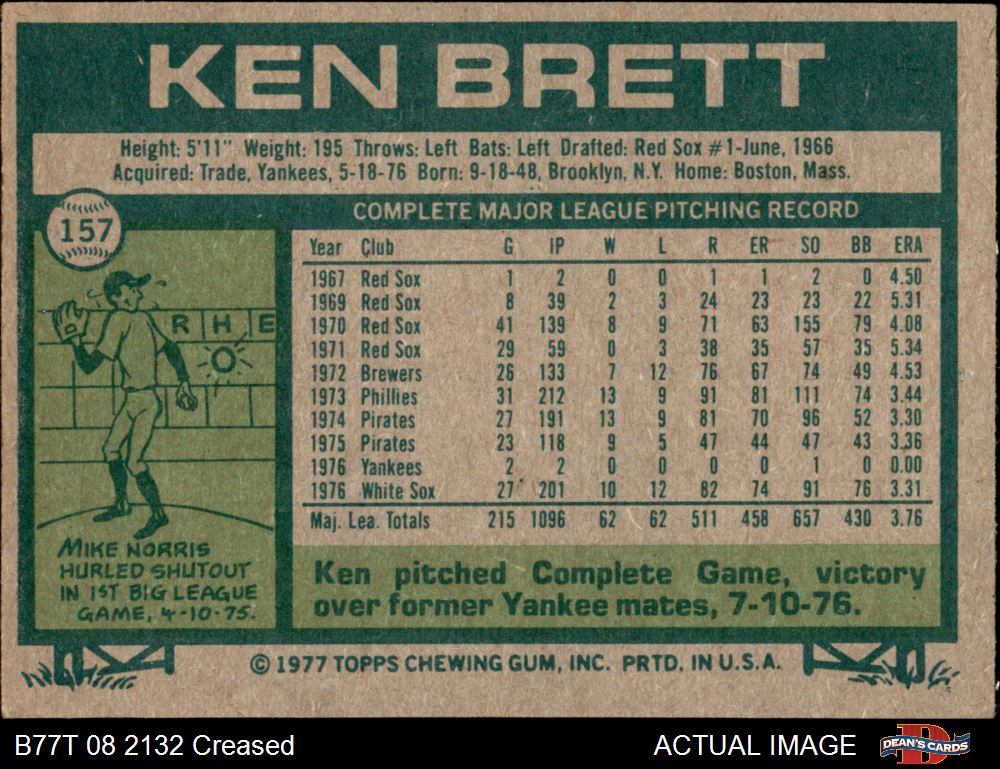 KEN BRETT
Height: 5'11" Weight: 195 Throws: Left Bats: Left Drafted: Red Sox #1-June, 1966
Acquired: Trade, Yankees, 5-18-76 Born: 9-18-48, Brooklyn, N.Y. Home: Boston, Mass.
157
COMPLETE MAJOR LEAGUE PITCHING RECORD
Year Club G IP W L R ER SO BB ERA
1967 Red Sox 1 2 0 0 1 1 2 0 4.50
1969 Red Sox 8 39 2 3 24 23 23 22 5.31
1970 Red Sox 41 139 8 9 71 63 155 79 4.08
1971 Red Sox 29 59 0 3 38 35 57 35 5.34
1972 Brewers 26 133 7 12 76 67 74 49 4.53
1973 Phillies 31 212 13 9 91 81 111 74 3.44
1974 Pirates 27 191 13 9 81 70 96 52 3.30
1975 Pirates 23 118 9 5 47 44 47 43 3.36
1976 Yankees 2 2 0 0 0 0 1 0 0.00
1976 White Sox 27 201 10 12 82 74 91 76 3.31
Maj. Lea. Totals 215 1096 62 62 511 458 657 430 3.76
R H E
0
MIKE NORRIS
HURLED SHUTOUT
IN 1ST BIG LEAGUE
GAME, 4-10-75.
Ken pitched Complete Game, victory
over former Yankee mates, 7-10-76.
© 1977 TOPPS CHEWING GUM, INC. PRTD. IN U.S.A.
B77T 08 2132 Creased
ACTUAL IMAGE
DEAN'S CARDS